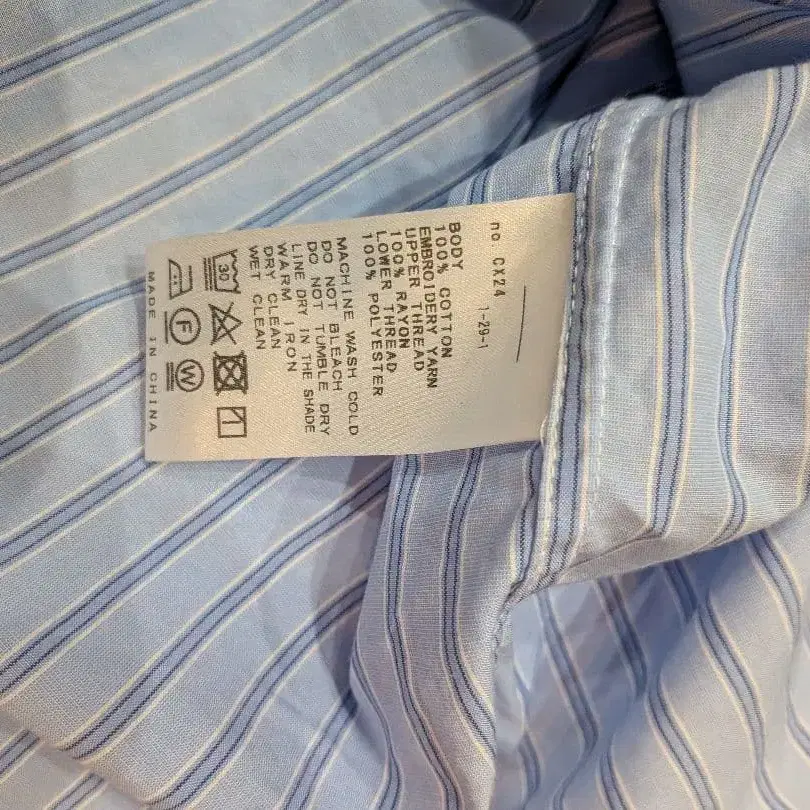 no. CX24
1-29-1
BODY
100% COTTON
EMBROIDERY YARN
UPPER THREAD
100% RAYON
LOWER THREAD
100% POLYESTER
MACHINE WASH COLD
DO NOT BLEACH
DO NOT TUMBLE DRY
LINE DRY IN THE SHADE
WARM IRON
DRY CLEAN
WET CLEAN
30
F
W
MADE IN CHINA